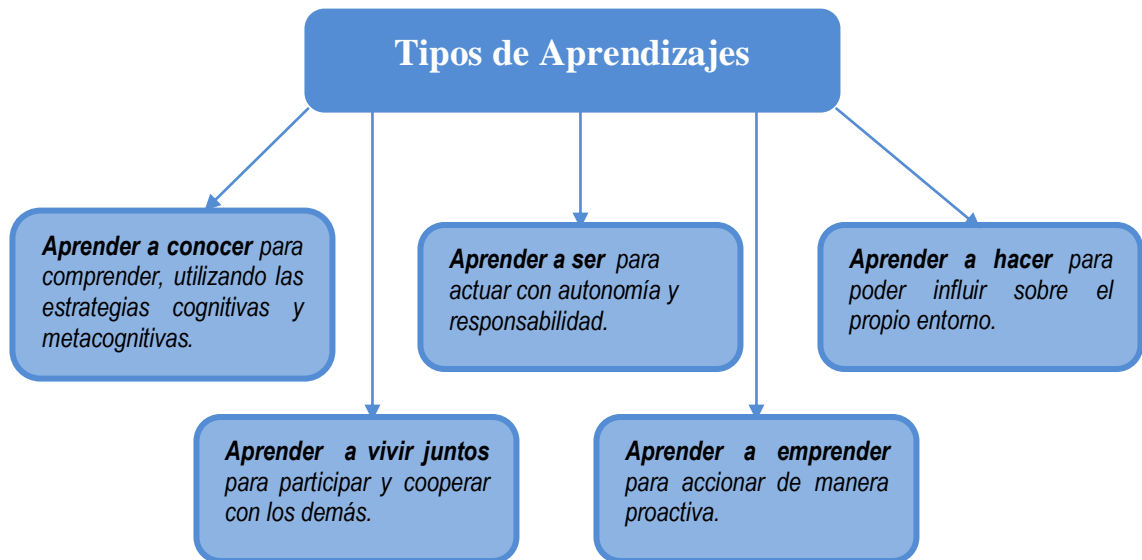 Tipos de Aprendizajes
Aprender a conocer para
comprender, utilizando las
estrategias cognitivas y
metacognitivas.
Aprender a ser para
actuar con autonomía y
responsabilidad.
Aprender a hacer para
poder influir sobre el
propio entorno.
Aprender a vivir juntos
para participar y cooperar
con los demás.
Aprender a emprender
para accionar de manera
proactiva.